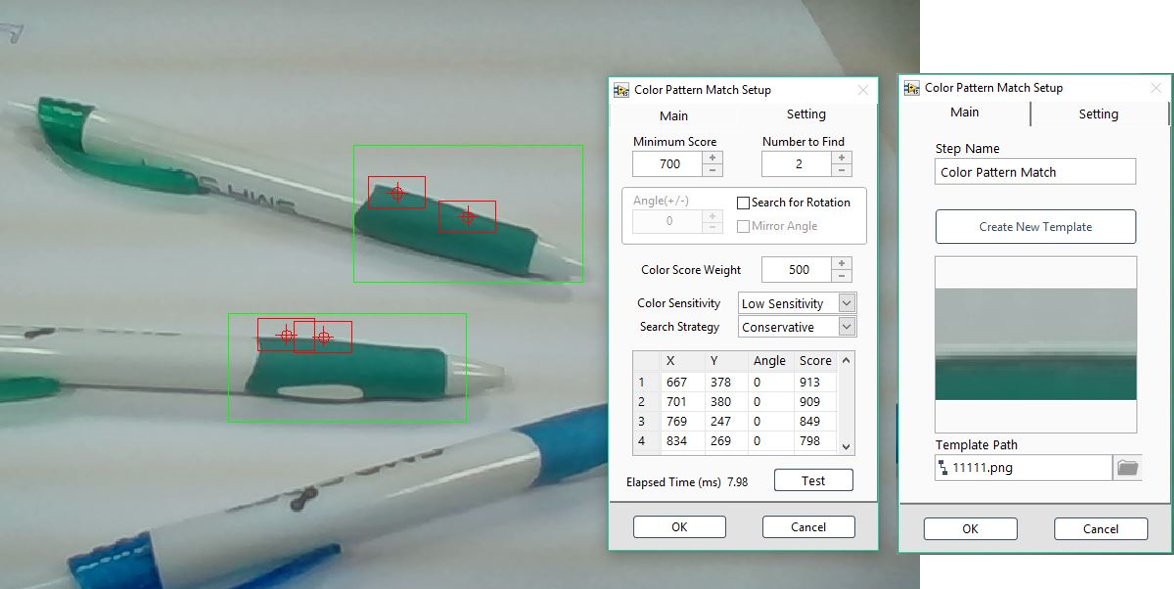 Color Pattern Match Setup
Main
Setting
Minimum Score
Number to Find
700
2
Angle(+/-)
0
Search for Rotation
Mirror Angle
Color Score Weight
500
Color Sensitivity
Low Sensitivity
Search Strategy
Conservative
X Y Angle Score
1 667 378 0 913
2 701 380 0 909
3 769 247 0 849
4 834 269 0 798
Elapsed Time (ms) 7.98
Test
OK
Cancel
Color Pattern Match Setup
Main
Setting
Step Name
Color Pattern Match
Create New Template
Template Path
11111.png
OK
Cancel